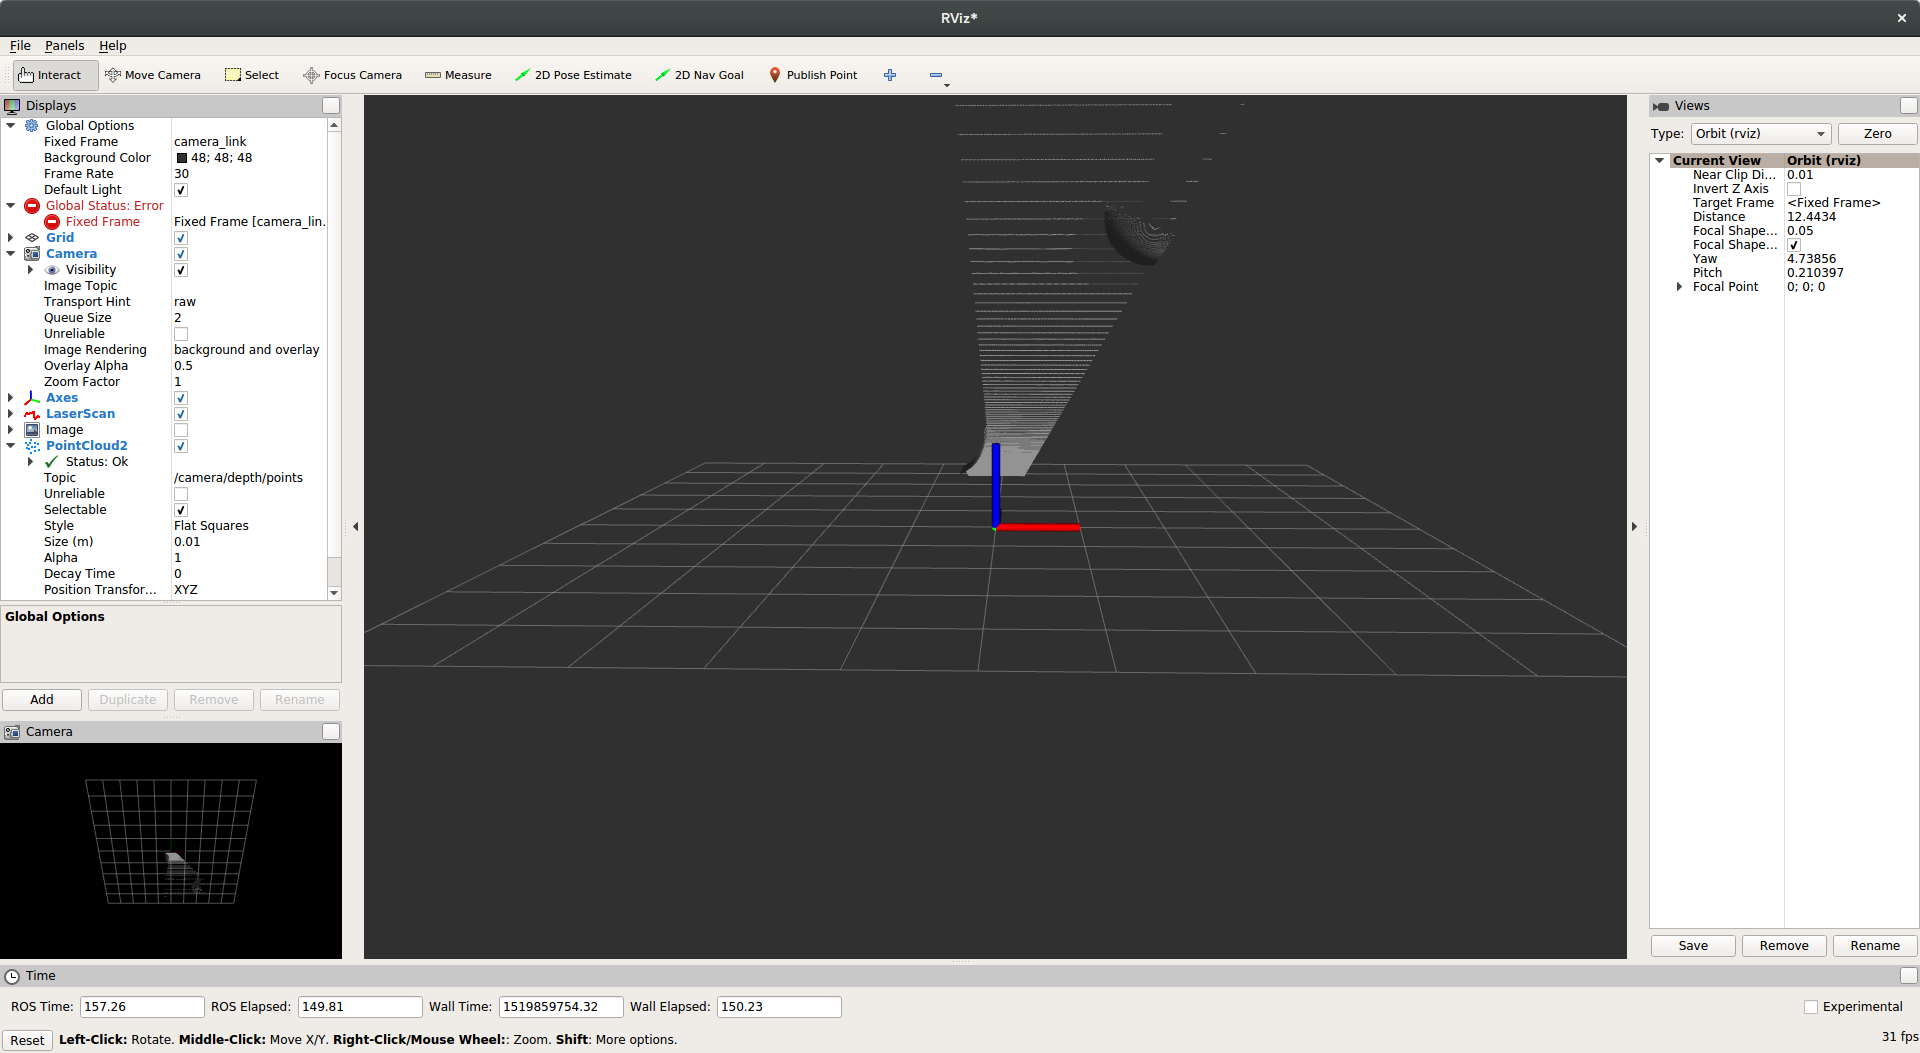 RViz*
File Panels Help
Interact Move Camera Select Focus Camera Measure 2D Pose Estimate 2D Nav Goal Publish Point
Displays
Global Options
Fixed Frame camera_link
Background Color 48; 48; 48
Frame Rate 30
Default Light
Global Status: Error
Fixed Frame Fixed Frame [camera_lin...
Grid
Camera
Visibility
Image Topic
Transport Hint raw
Queue Size 2
Unreliable
Image Rendering background and overlay
Overlay Alpha 0.5
Zoom Factor 1
Axes
LaserScan
Image
PointCloud2
Status: Ok
Topic /camera/depth/points
Unreliable
Selectable
Style Flat Squares
Size (m) 0.01
Alpha 1
Decay Time 0
Position Transfor... XYZ
Global Options
Add Duplicate Remove Rename
Camera
Views
Type: Orbit (rviz) Zero
Current View Orbit (rviz)
Near Clip Di... 0.01
Invert Z Axis
Target Frame <Fixed Frame>
Distance 12.4434
Focal Shape... 0.05
Focal Shape...
Yaw 4.73856
Pitch 0.210397
Focal Point 0; 0; 0
Save Remove Rename
Time
ROS Time: 157.26 ROS Elapsed: 149.81 Wall Time: 1519859754.32 Wall Elapsed: 150.23 Experimental
Reset Left-Click: Rotate. Middle-Click: Move X/Y. Right-Click/Mouse Wheel:: Zoom. Shift: More options. 31 fps